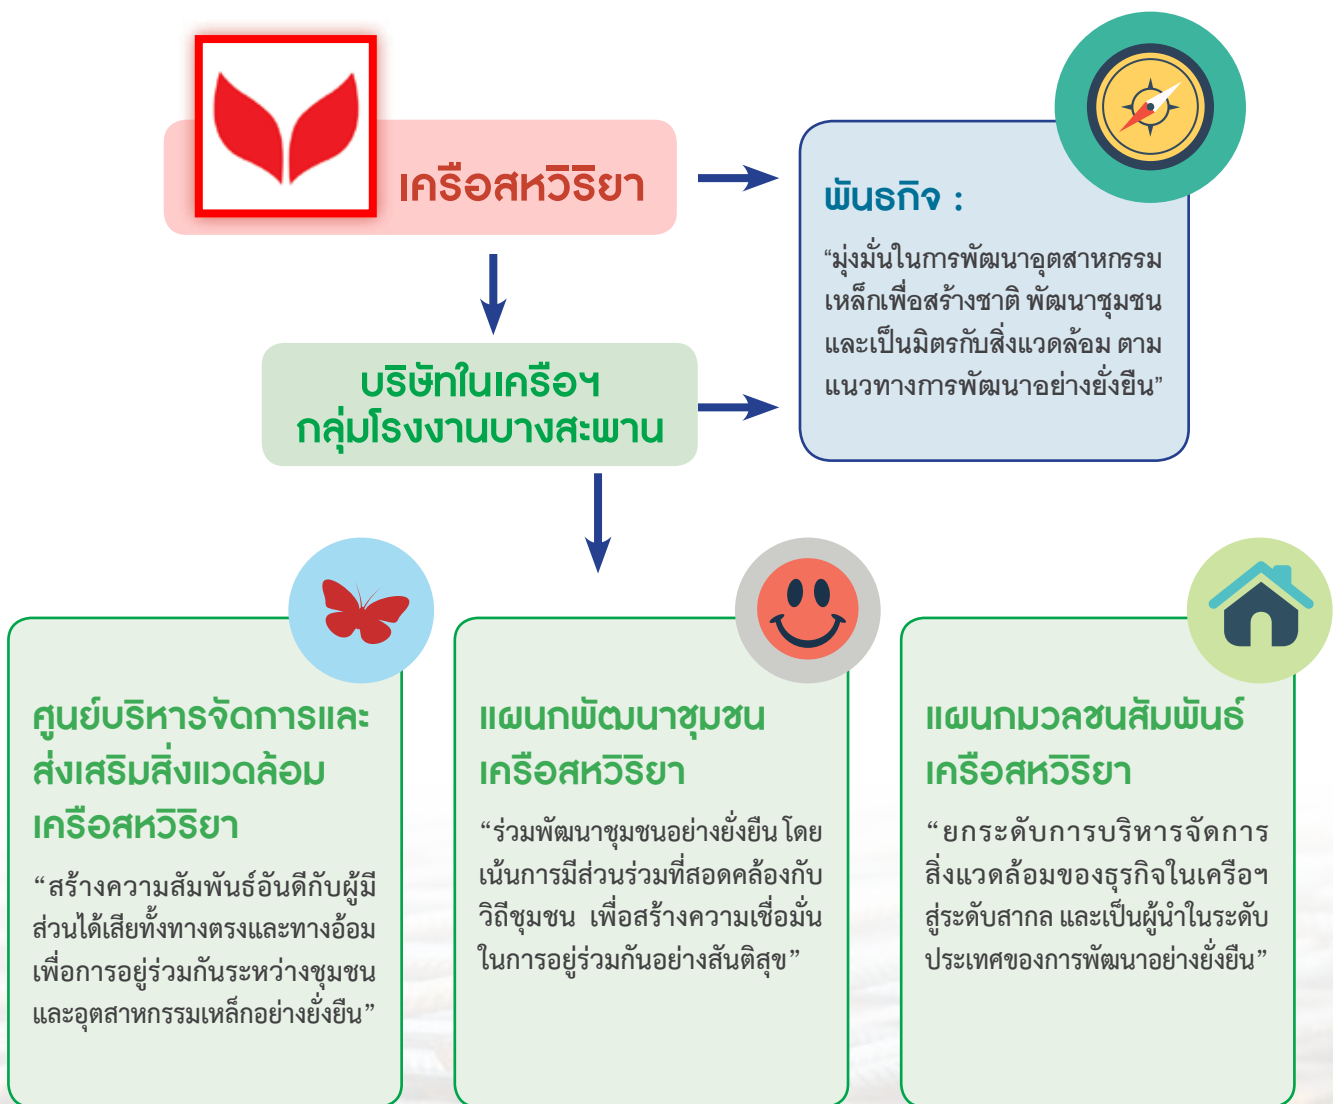 เครือสหวิริยา
พันธกิจ :
“มุ่งมั่นในการพัฒนาอุตสาหกรรม
เหล็กเพื่อสร้างชาติ พัฒนาชุมชน
และเป็นมิตรกับสิ่งแวดล้อม ตาม
แนวทางการพัฒนาอย่างยั่งยืน”
บริษัทในเครือฯ
กลุ่มโรงงานบางสะพาน
ศูนย์บริหารจัดการและ
ส่งเสริมสิ่งแวดล้อม
เครือสหวิริยา
“สร้างความสัมพันธ์อันดีกับผู้มี
ส่วนได้เสียทั้งทางตรงและทางอ้อม
เพื่อการอยู่ร่วมกันระหว่างชุมชน
และอุตสาหกรรมเหล็กอย่างยั่งยืน”
แผนกพัฒนาชุมชน
เครือสหวิริยา
“ร่วมพัฒนาชุมชนอย่างยั่งยืน โดย
เน้นการมีส่วนร่วมที่สอดคล้องกับ
วิถีชุมชน เพื่อสร้างความเชื่อมั่น
ในการอยู่ร่วมกันอย่างสันติสุข”
แผนกมวลชนสัมพันธ์
เครือสหวิริยา
“ยกระดับการบริหารจัดการ
สิ่งแวดล้อมของธุรกิจในเครือฯ
สู่ระดับสากล และเป็นผู้นำในระดับ
ประเทศของการพัฒนาอย่างยั่งยืน”